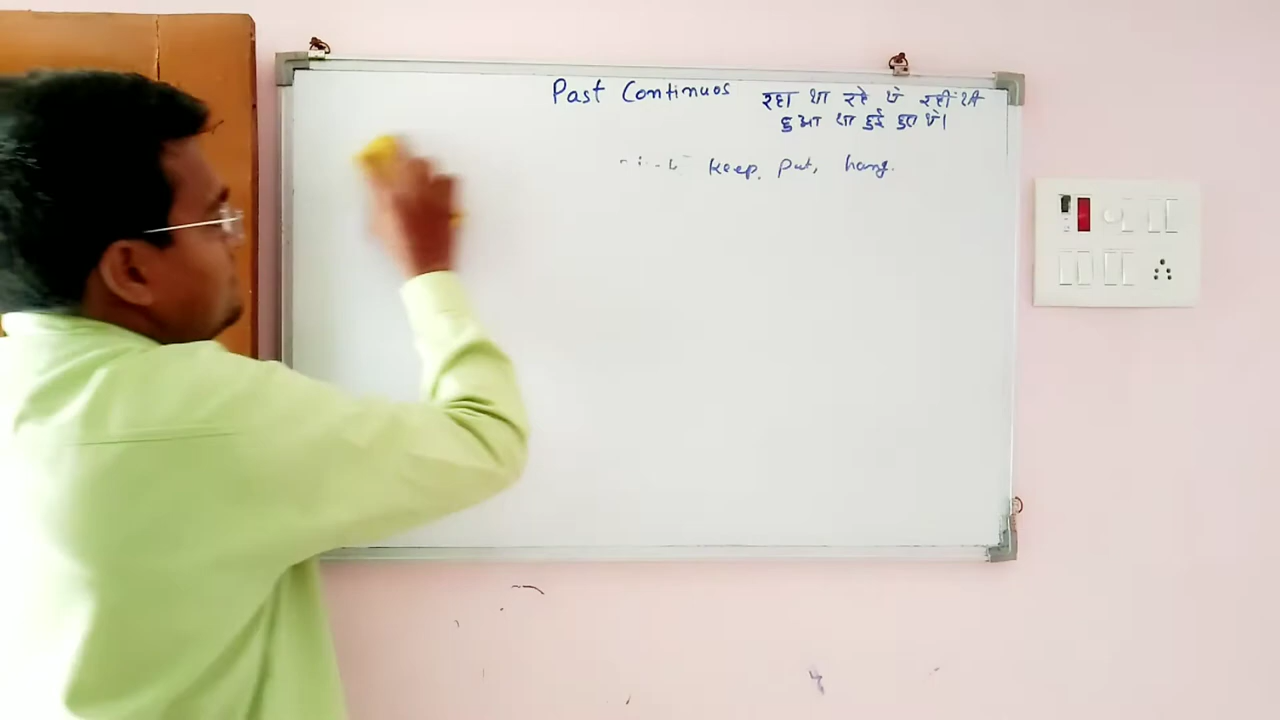 Past Continuos रहा था रहे थे रहीं थी
हुआ था हुई हुए थे।
keep, put, hang.